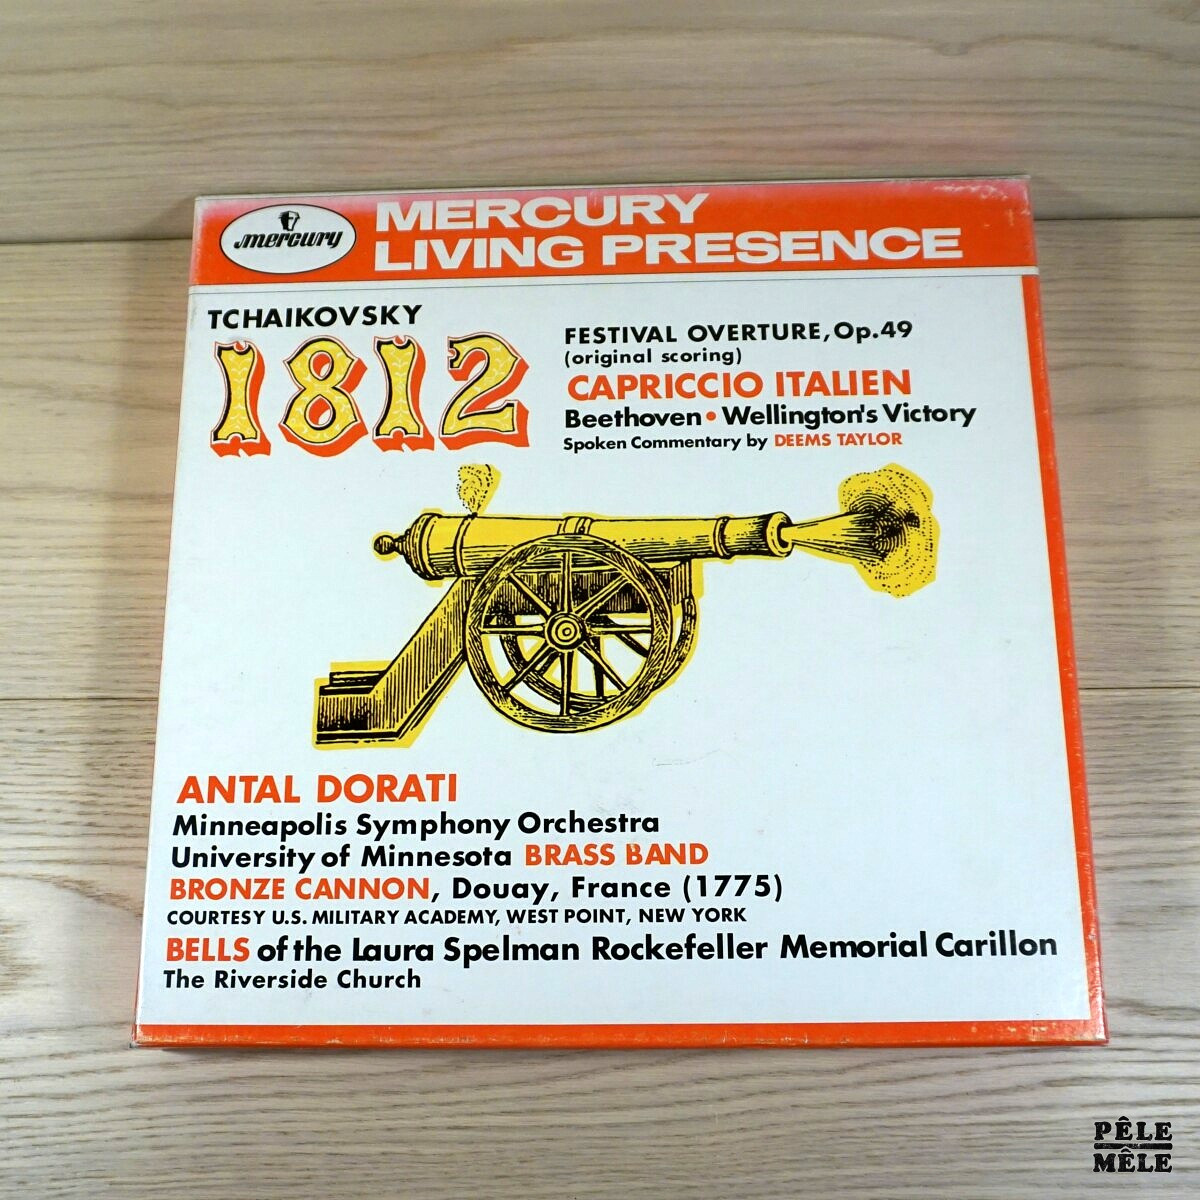 mercury
MERCURY
LIVING PRESENCE
TCHAIKOVSKY
1812
FESTIVAL OVERTURE, Op.49
(original scoring)
CAPRICCIO ITALIEN
Beethoven • Wellington's Victory
Spoken Commentary by DEEMS TAYLOR
ANTAL DORATI
Minneapolis Symphony Orchestra
University of Minnesota BRASS BAND
BRONZE CANNON, Douay, France (1775)
COURTESY U.S. MILITARY ACADEMY, WEST POINT, NEW YORK
BELLS of the Laura Spelman Rockefeller Memorial Carillon
The Riverside Church
PÊLE
MÊLE